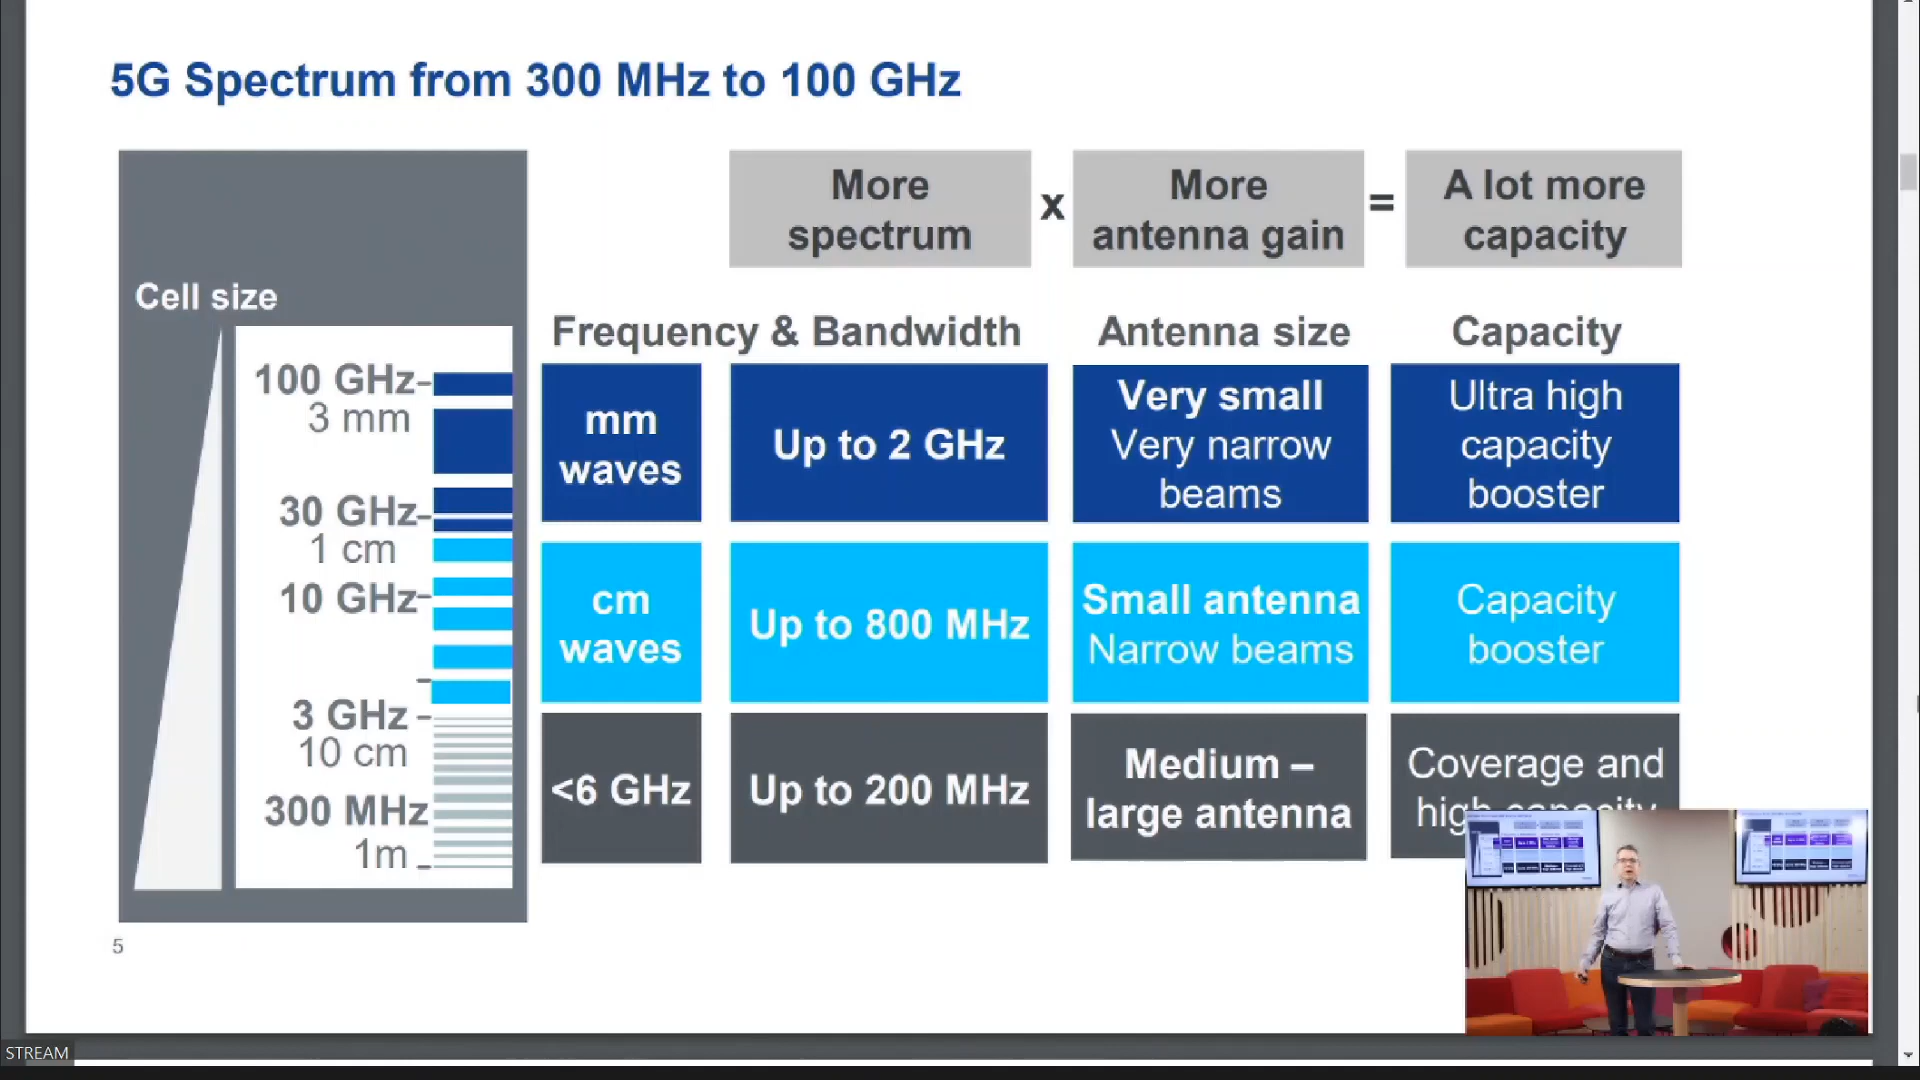 5G Spectrum from 300 MHz to 100 GHz
More
spectrum
x
More
antenna gain
=
A lot more
capacity
Cell size
100 GHz
3 mm
30 GHz
1 cm
10 GHz
3 GHz
10 cm
300 MHz
1m
Frequency & Bandwidth
Antenna size
Capacity
mm
waves
Up to 2 GHz
Very small
Very narrow
beams
Ultra high
capacity
booster
cm
waves
Up to 800 MHz
Small antenna
Narrow beams
Capacity
booster
<6 GHz
Up to 200 MHz
Medium –
large antenna
Coverage and
high capacity
5
STREAM